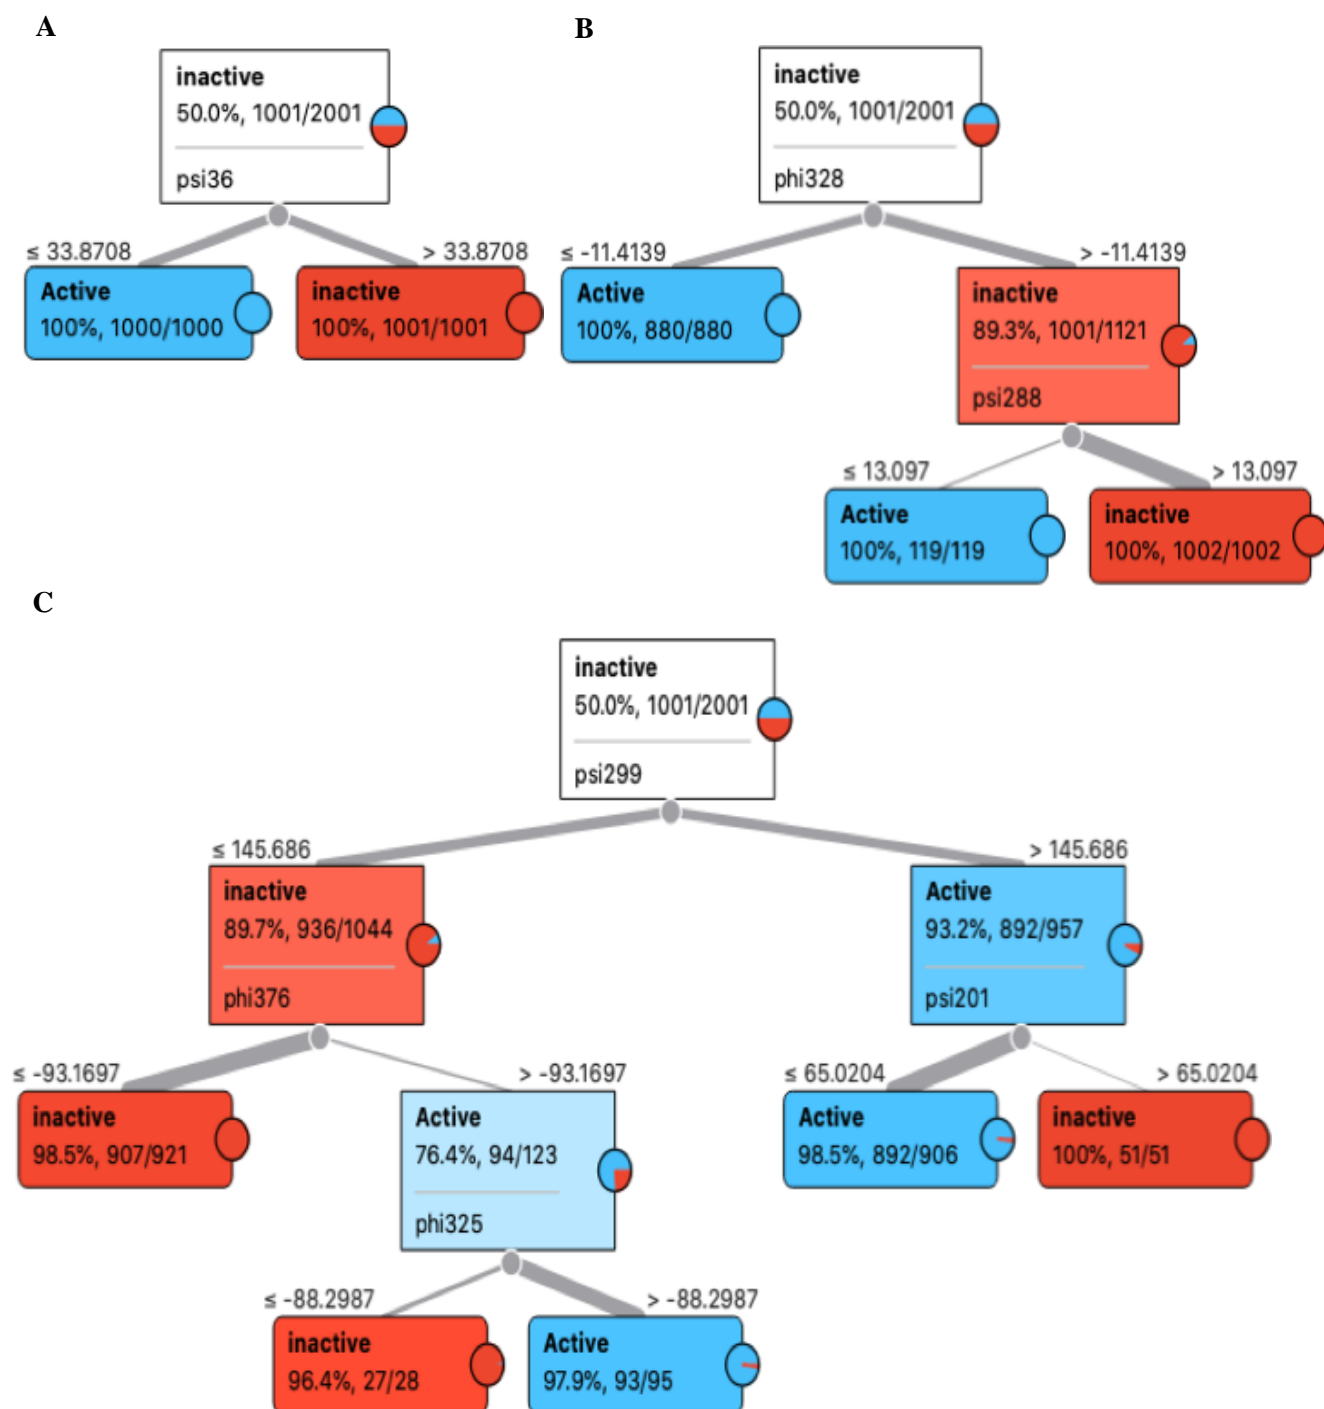 A
inactive
50.0%, 1001/2001
psi36
≤ 33.8708
> 33.8708
Active
100%, 1000/1000
inactive
100%, 1001/1001
B
inactive
50.0%, 1001/2001
phi328
≤ -11.4139
> -11.4139
Active
100%, 880/880
inactive
89.3%, 1001/1121
psi288
≤ 13.097
> 13.097
Active
100%, 119/119
inactive
100%, 1002/1002
C
inactive
50.0%, 1001/2001
psi299
≤ 145.686
> 145.686
inactive
89.7%, 936/1044
phi376
Active
93.2%, 892/957
psi201
≤ -93.1697
> -93.1697
≤ 65.0204
> 65.0204
inactive
98.5%, 907/921
Active
76.4%, 94/123
phi325
Active
98.5%, 892/906
inactive
100%, 51/51
≤ -88.2987
> -88.2987
inactive
96.4%, 27/28
Active
97.9%, 93/95